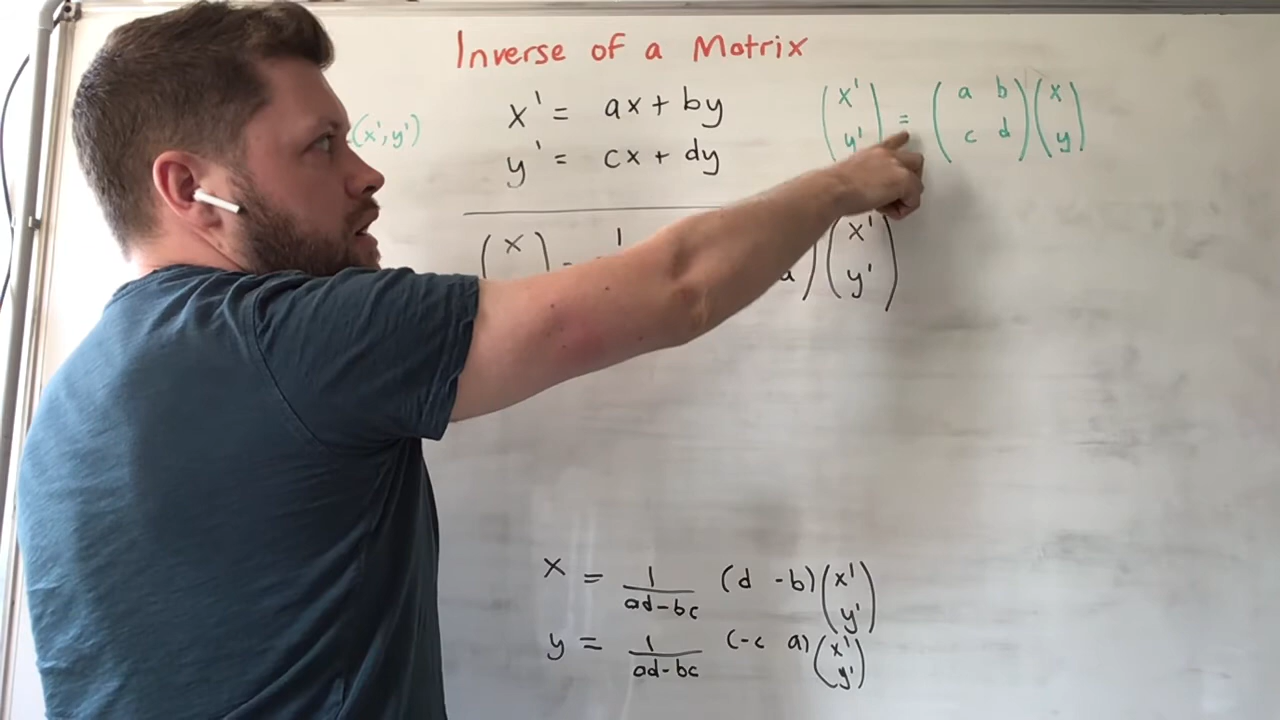 Inverse of a Matrix
(x', y')
x' = ax + by
y' = cx + dy
(x' y') = (a b c d)(x y)
(x 1 a)(x' y')
x = 1/ad-bc (d -b)(x' y')
y = 1/ad-bc (-c a)(x' y')